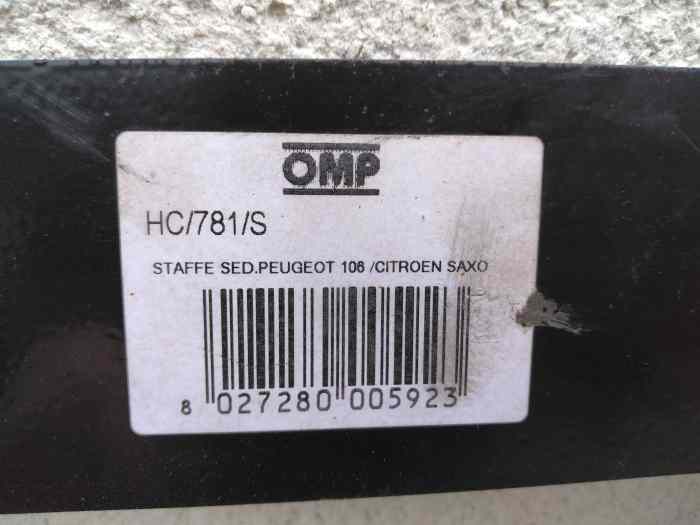 OMP
HC/781/S
STAFFE SED.PEUGEOT 106 /CITROEN SAXO
8 027280 005923